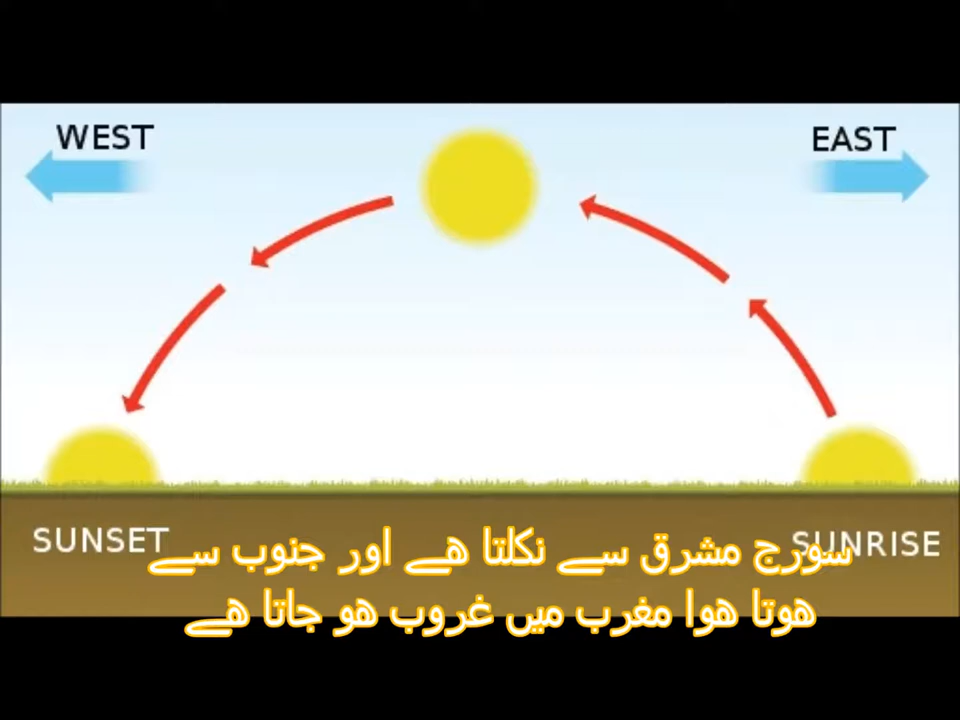 WEST
EAST
SUNSET
SUNRISE
سورج مشرق سے نکلتا ھے اور جنوب سے
ھوتا ھوا مغرب میں غروب ھو جاتا ھے